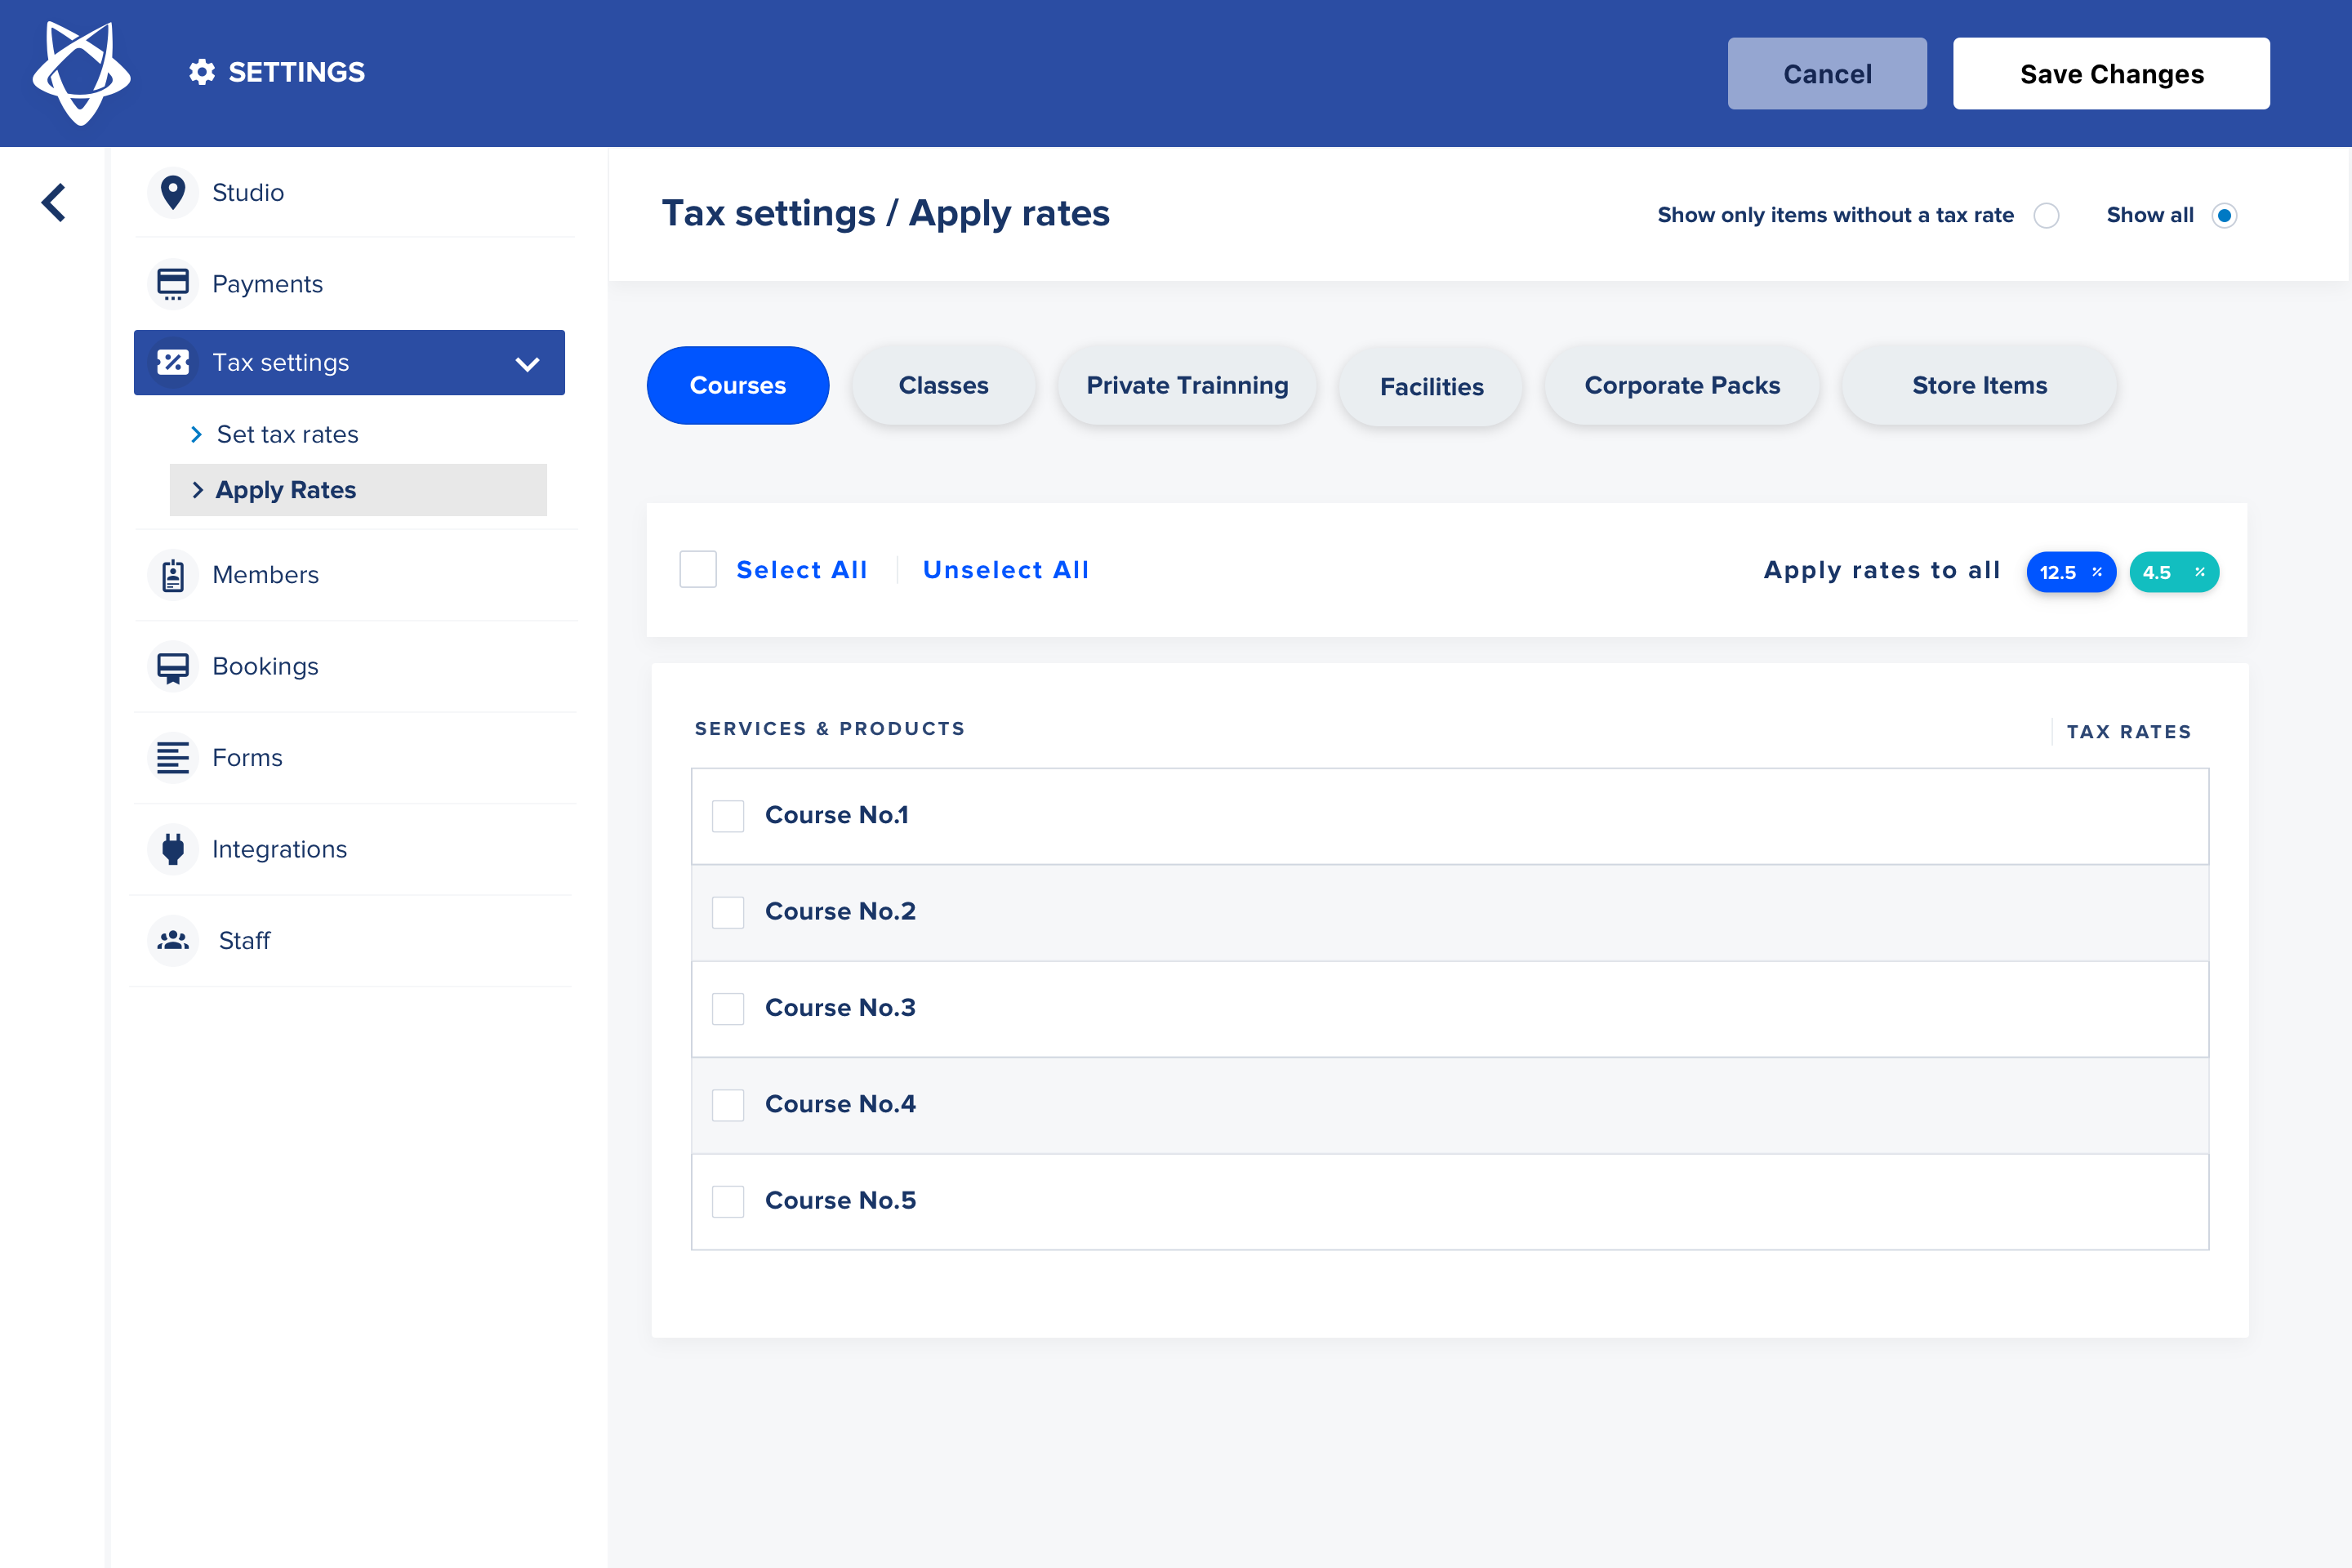 SETTINGS
Cancel
Save Changes
Studio
Payments
Tax settings
Set tax rates
Apply Rates
Members
Bookings
Forms
Integrations
Staff
Tax settings / Apply rates
Show only items without a tax rate
Show all
Courses
Classes
Private Trainning
Facilities
Corporate Packs
Store Items
Select All
Unselect All
Apply rates to all
12.5 %
4.5 %
SERVICES & PRODUCTS
TAX RATES
Course No.1
Course No.2
Course No.3
Course No.4
Course No.5